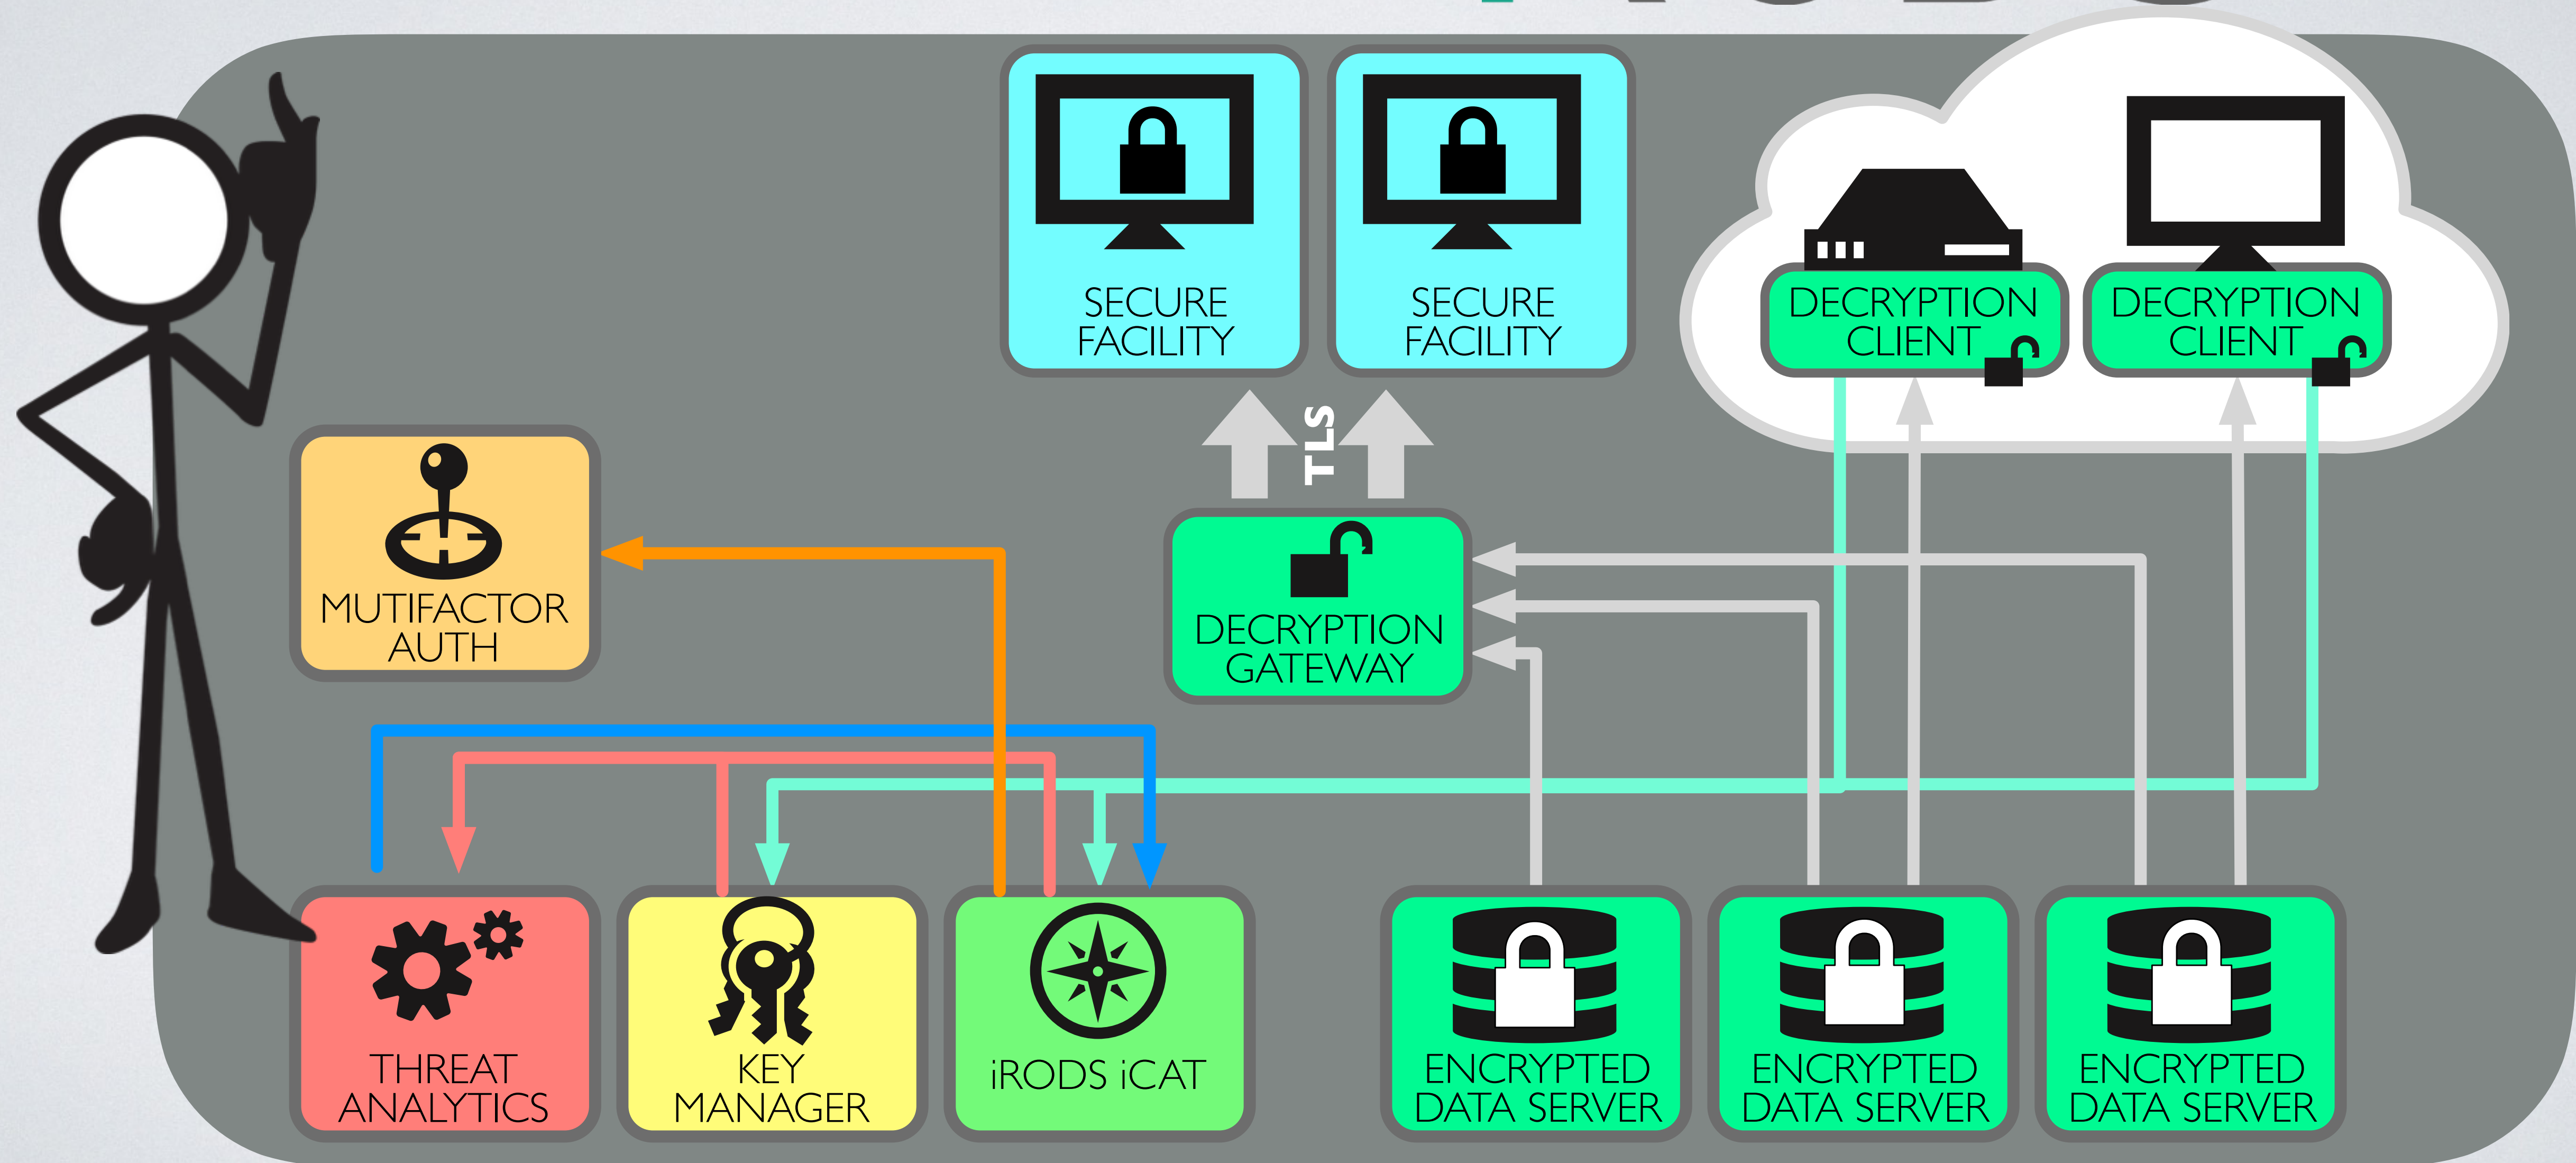 SECURE
FACILITY
SECURE
FACILITY
DECRYPTION
CLIENT
DECRYPTION
CLIENT
TLS
MUTIFACTOR
AUTH
DECRYPTION
GATEWAY
THREAT
ANALYTICS
KEY
MANAGER
iRODS iCAT
ENCRYPTED
DATA SERVER
ENCRYPTED
DATA SERVER
ENCRYPTED
DATA SERVER